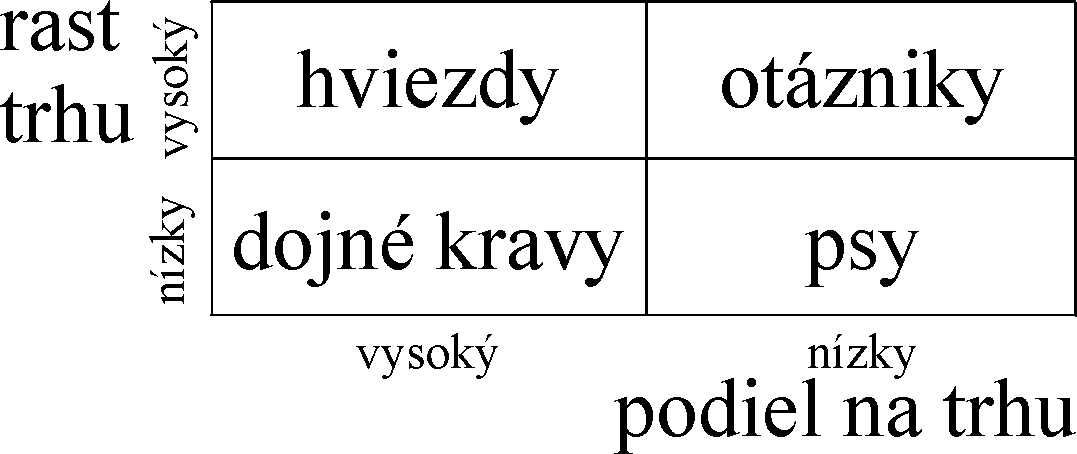 rast
trhu
vysoký
hviezdy
otázniky
nízky
dojné kravy
psy
vysoký
nízky
podiel na trhu